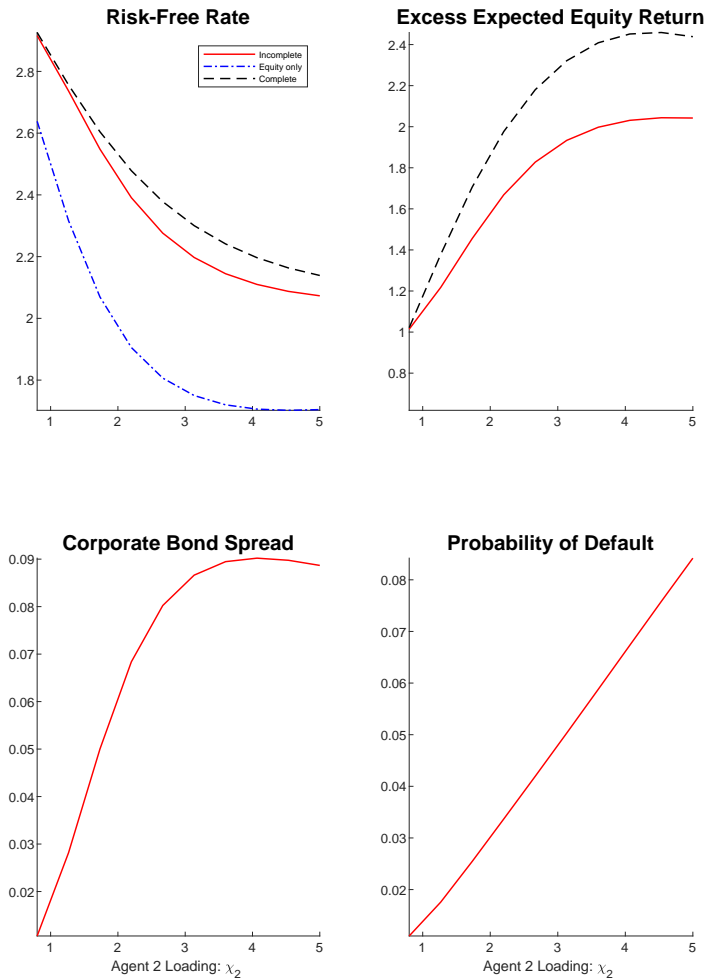 Risk-Free Rate
Incomplete
Equity only
Complete
2.8
2.6
2.4
2.2
2
1.8
1 2 3 4 5
Excess Expected Equity Return
2.4
2.2
2
1.8
1.6
1.4
1.2
1
0.8
1 2 3 4 5
Corporate Bond Spread
0.09
0.08
0.07
0.06
0.05
0.04
0.03
0.02
1 2 3 4 5
Agent 2 Loading: χ2
Probability of Default
0.08
0.07
0.06
0.05
0.04
0.03
0.02
1 2 3 4 5
Agent 2 Loading: χ2